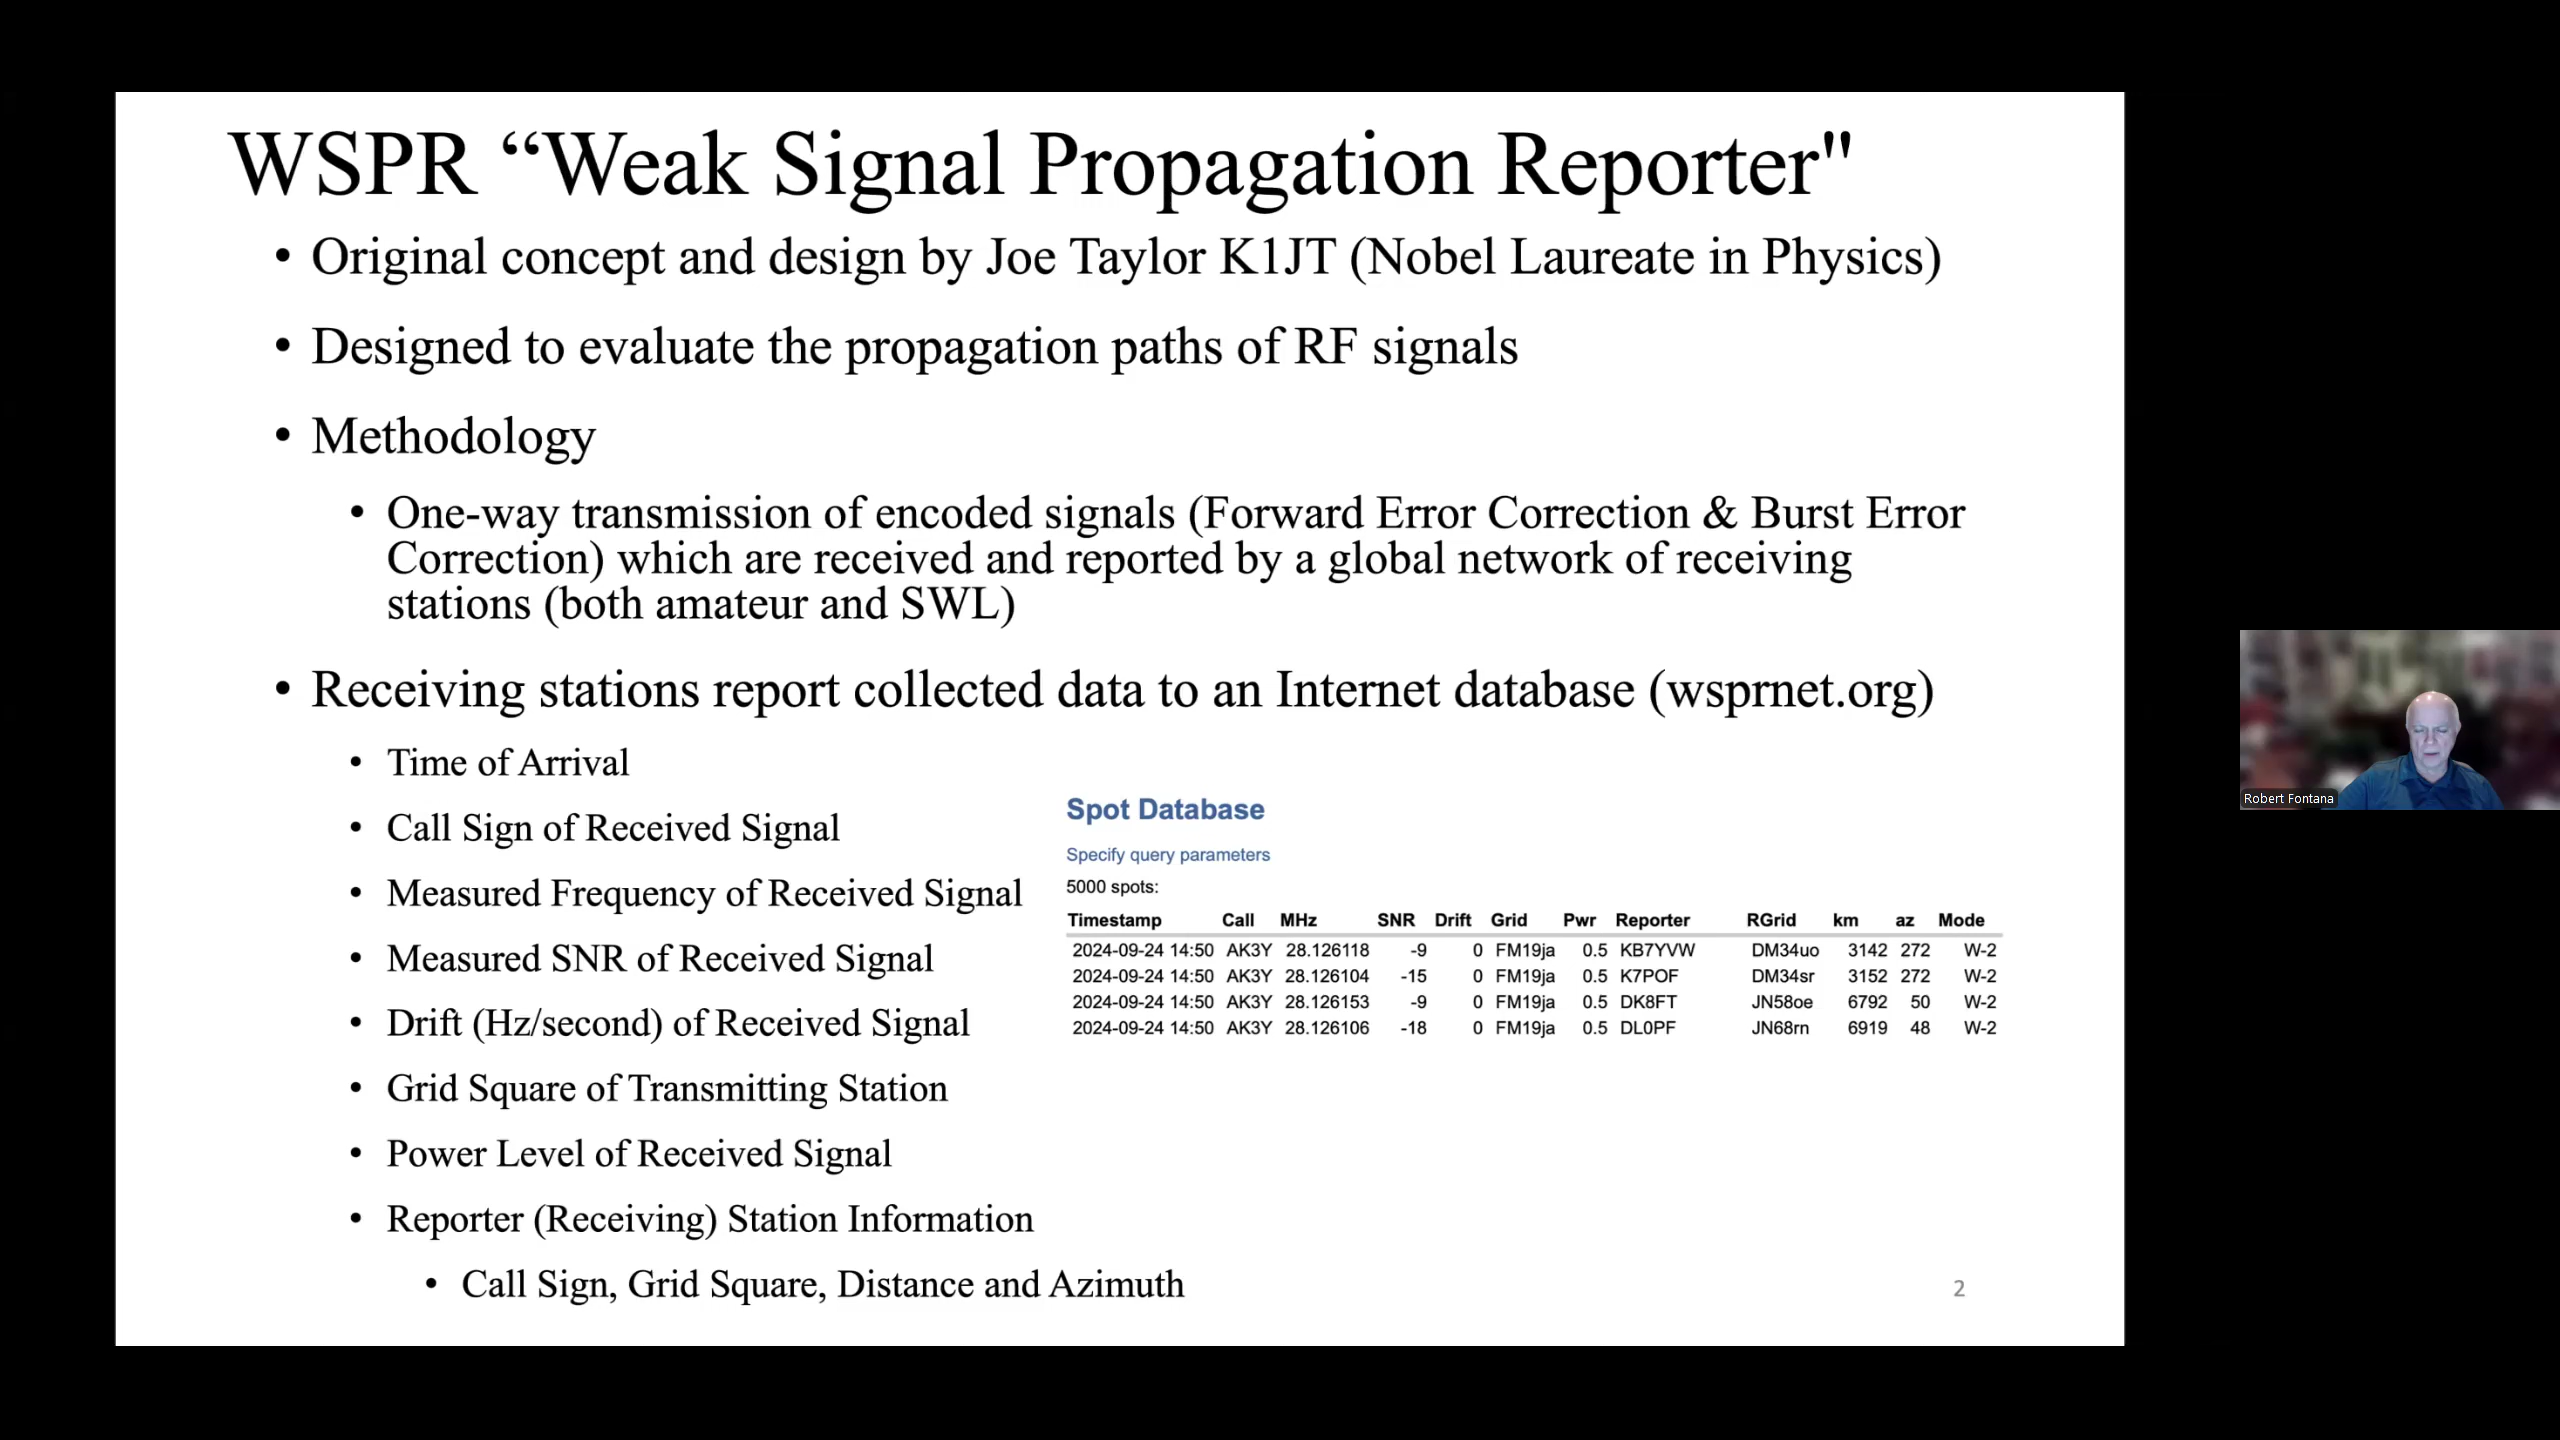 WSPR “Weak Signal Propagation Reporter"
• Original concept and design by Joe Taylor K1JT (Nobel Laureate in Physics)
• Designed to evaluate the propagation paths of RF signals
• Methodology
• One-way transmission of encoded signals (Forward Error Correction & Burst Error
Correction) which are received and reported by a global network of receiving
stations (both amateur and SWL)
• Receiving stations report collected data to an Internet database (wsprnet.org)
• Time of Arrival
• Call Sign of Received Signal
• Measured Frequency of Received Signal
• Measured SNR of Received Signal
• Drift (Hz/second) of Received Signal
• Grid Square of Transmitting Station
• Power Level of Received Signal
• Reporter (Receiving) Station Information
• Call Sign, Grid Square, Distance and Azimuth
Spot Database
Specify query parameters
5000 spots:
Timestamp Call MHz SNR Drift Grid Pwr Reporter RGrid km az Mode
2024-09-24 14:50 AK3Y 28.126118 -9 0 FM19ja 0.5 KB7YVW DM34uo 3142 272 W-2
2024-09-24 14:50 AK3Y 28.126104 -15 0 FM19ja 0.5 K7POF DM34sr 3152 272 W-2
2024-09-24 14:50 AK3Y 28.126153 -9 0 FM19ja 0.5 DK8FT JN58oe 6792 50 W-2
2024-09-24 14:50 AK3Y 28.126106 -18 0 FM19ja 0.5 DL0PF JN68rn 6919 48 W-2
2
Robert Fontana